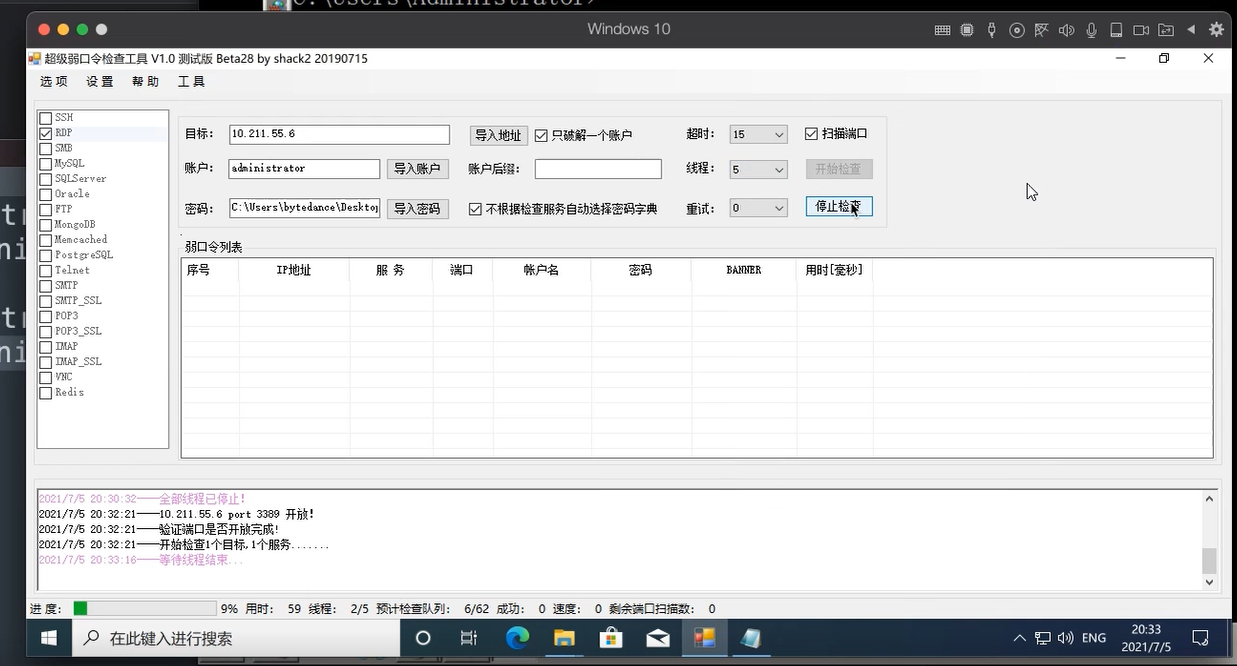 C:\Users\Administrator>
Windows 10
超级弱口令检查工具 V1.0 测试版 Beta28 by shack2 20190715
选项 设置 帮助 工具
SSH
RDP
SMB
MySQL
SQLServer
Oracle
FTP
MongoDB
Memcached
PostgreSQL
Telnet
SMTP
SMTP_SSL
POP3
POP3_SSL
IMAP
IMAP_SSL
VNC
Redis
目标: 10.211.55.6 导入地址 只破解一个账户 超时: 15 扫描端口
账户: administrator 导入账户 账户后缀: 线程: 5 开始检查
密码: C:\Users\bytedance\Desktop 导入密码 不根据检查服务自动选择密码字典 重试: 0 停止检查
弱口令列表
序号 IP地址 服 务 端口 帐户名 密码 BANNER 用时[毫秒]
2021/7/5 20:30:32----全部线程已停止!
2021/7/5 20:32:21----10.211.55.6 port 3389 开放!
2021/7/5 20:32:21----验证端口是否开放完成!
2021/7/5 20:32:21----开始检查1个目标,1个服务.......
2021/7/5 20:33:16----等待线程结束...
进度: 9% 用时: 59 线程: 2/5 预计检查队列: 6/62 成功: 0 速度: 0 剩余端口扫描数: 0
在此键入进行搜索 ENG 20:33
2021/7/5